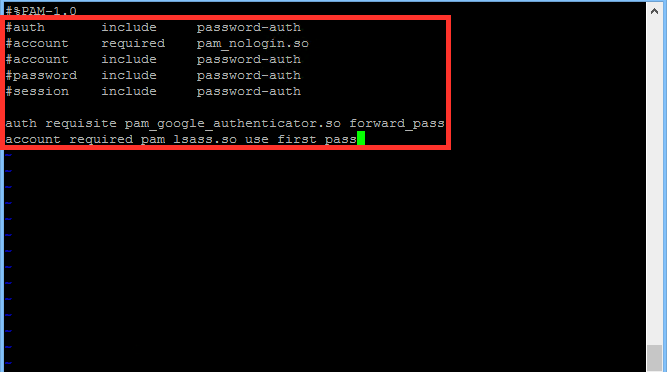 #%PAM-1.0
#auth include password-auth
#account required pam_nologin.so
#account include password-auth
#password include password-auth
#session include password-auth
auth requisite pam_google_authenticator.so forward_pass
account required pam_lsass.so use_first_pass
~
~
~
~
~
~
~
~
~
~
~
~
~
~